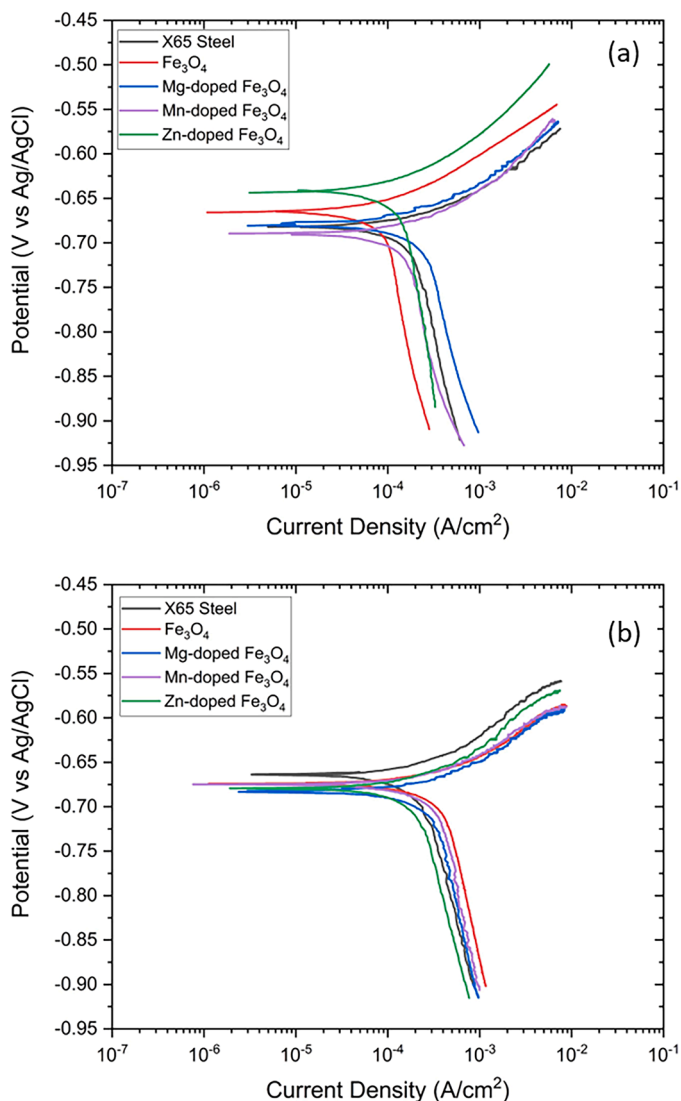 -0.45
-0.50
-0.55
-0.60
-0.65
-0.70
-0.75
-0.80
-0.85
-0.90
-0.95
Potential (V vs Ag/AgCl)
X65 Steel
Fe₃O₄
Mg-doped Fe₃O₄
Mn-doped Fe₃O₄
Zn-doped Fe₃O₄
(a)
10⁻⁷ 10⁻⁶ 10⁻⁵ 10⁻⁴ 10⁻³ 10⁻² 10⁻¹
Current Density (A/cm²)
-0.45
-0.50
-0.55
-0.60
-0.65
-0.70
-0.75
-0.80
-0.85
-0.90
-0.95
Potential (V vs Ag/AgCl)
X65 Steel
Fe₃O₄
Mg-doped Fe₃O₄
Mn-doped Fe₃O₄
Zn-doped Fe₃O₄
(b)
10⁻⁷ 10⁻⁶ 10⁻⁵ 10⁻⁴ 10⁻³ 10⁻² 10⁻¹
Current Density (A/cm²)